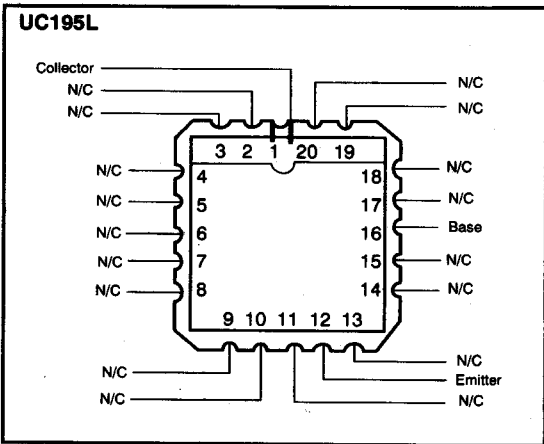 UC195L
Collector
N/C
N/C
N/C
N/C
3 2 1 20 19
N/C 4 18 N/C
N/C 5 17 N/C
N/C 6 16 Base
N/C 7 15 N/C
N/C 8 14 N/C
9 10 11 12 13
N/C
N/C
Emitter
N/C
N/C